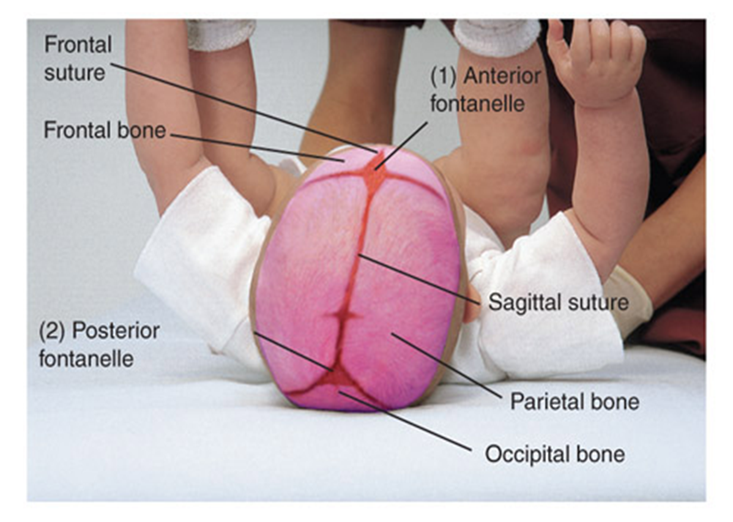 Frontal
suture
(1) Anterior
fontanelle
Frontal bone
Sagittal suture
(2) Posterior
fontanelle
Parietal bone
Occipital bone